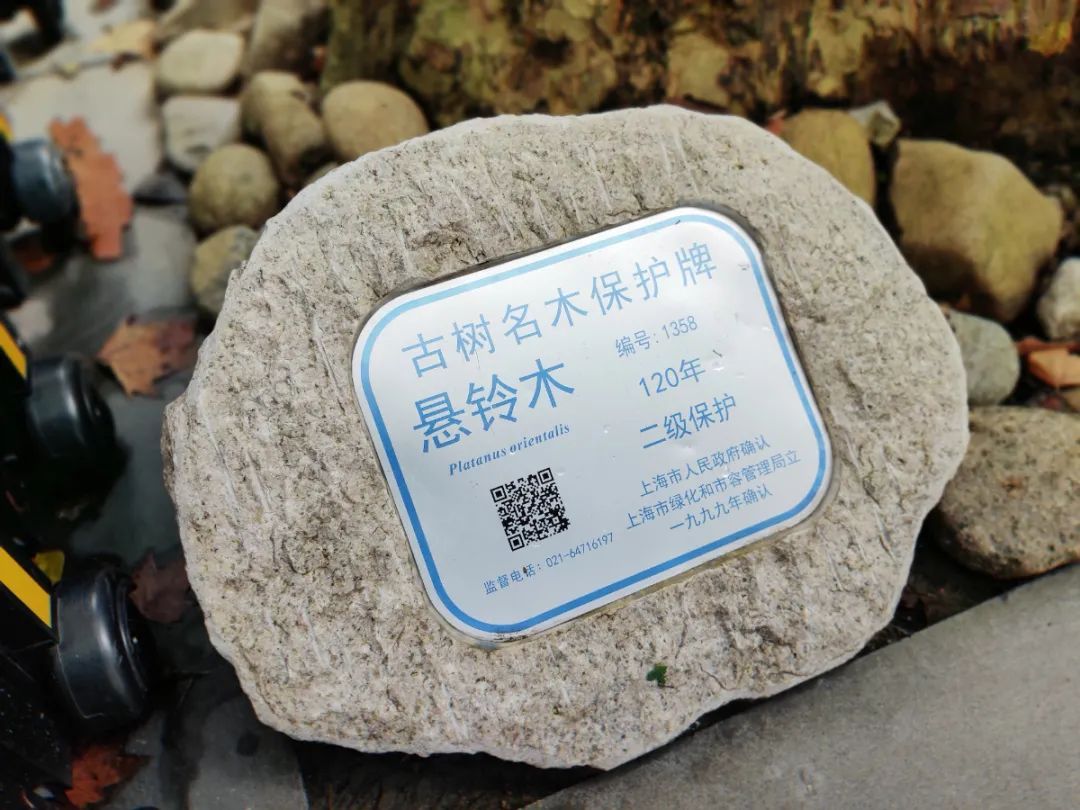 古树名木保护牌
悬铃木
Platanus orientalis
编号:1358
120年
二级保护
上海市人民政府确认
上海市绿化和市容管理局立
一九九九年确认
监督电话:021-64716197